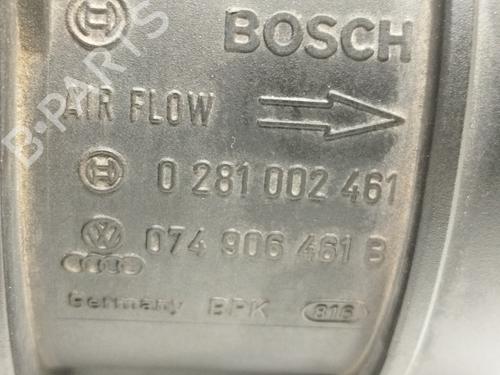 BOSCH
AIR FLOW
0 281 002 461
074 906 461 B
Germany BPK 816
B-PARTS